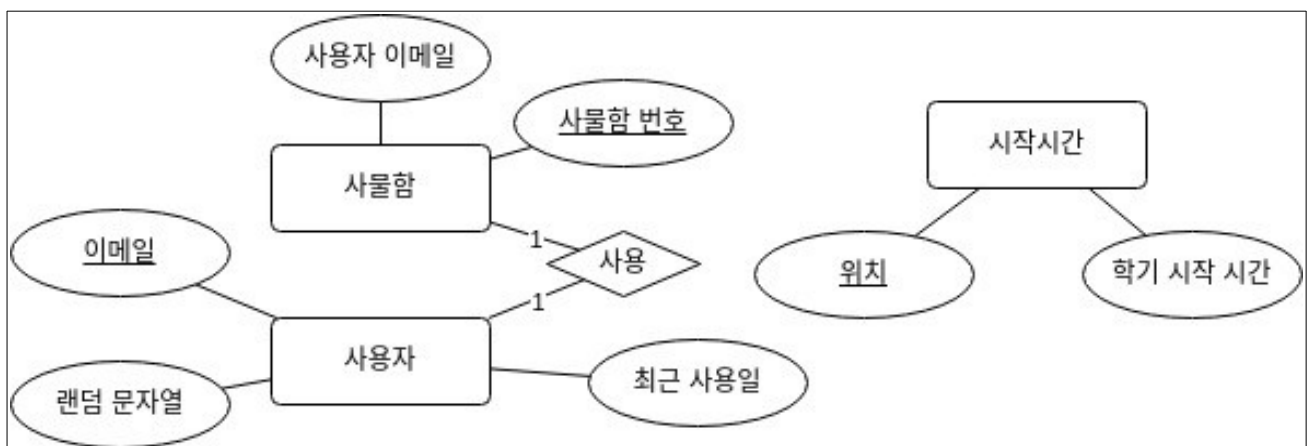 사용자 이메일
사물함 번호
사물함
이메일
1
사용
1
사용자
랜덤 문자열
최근 사용일
시작시간
위치
학기 시작 시간